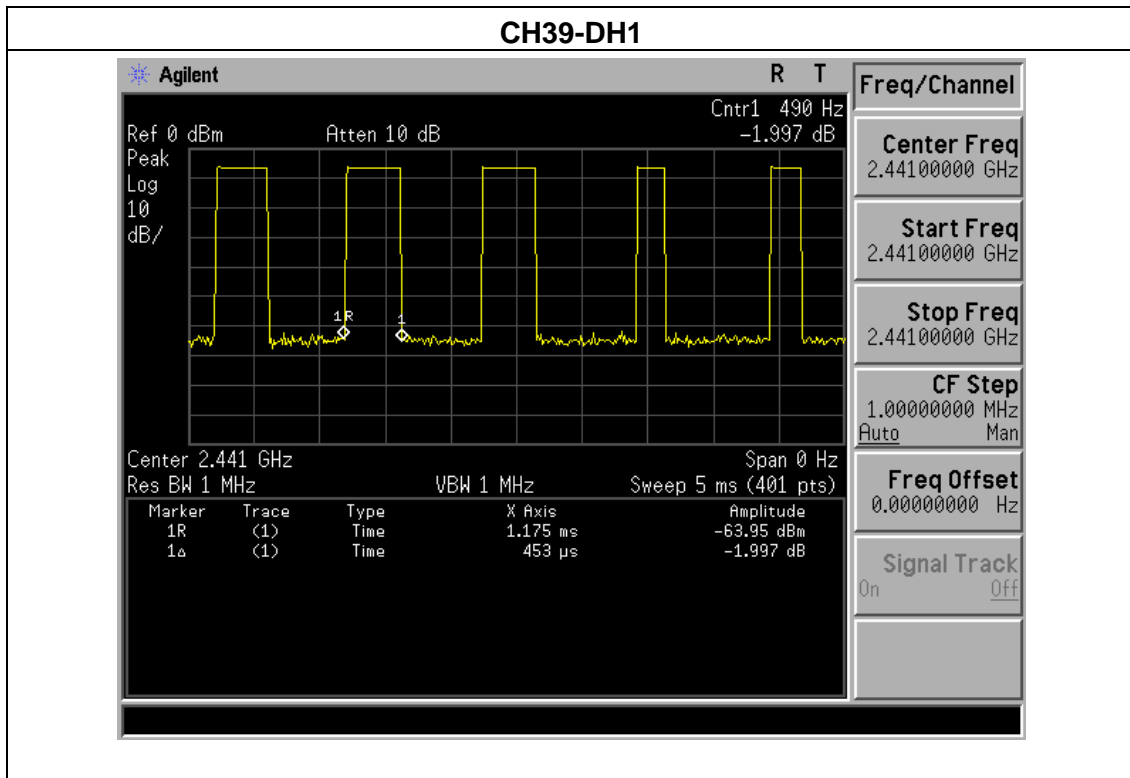 CH39-DH1
Agilent R T
Cntr1 490 Hz
Ref 0 dBm Atten 10 dB -1.997 dB
Peak
Log
10
dB/
1R 1
Center 2.441 GHz Span 0 Hz
Res BW 1 MHz VBW 1 MHz Sweep 5 ms (401 pts)
Marker Trace Type X Axis Amplitude
1R (1) Time 1.175 ms -63.95 dBm
1Δ (1) Time 453 µs -1.997 dB
Freq/Channel
Center Freq
2.44100000 GHz
Start Freq
2.44100000 GHz
Stop Freq
2.44100000 GHz
CF Step
1.00000000 MHz
Auto Man
Freq Offset
0.00000000 Hz
Signal Track
On Off